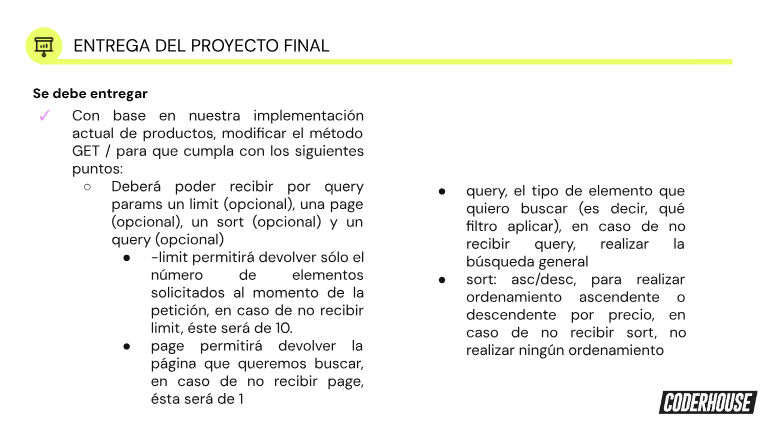 ENTREGA DEL PROYECTO FINAL
Se debe entregar
✓ Con base en nuestra implementación
actual de productos, modificar el método
GET / para que cumpla con los siguientes
puntos:
○ Deberá poder recibir por query
params un limit (opcional), una page
(opcional), un sort (opcional) y un
query (opcional)
● -limit permitirá devolver sólo el
número de elementos
solicitados al momento de la
petición, en caso de no recibir
limit, éste será de 10.
● page permitirá devolver la
página que queremos buscar,
en caso de no recibir page,
ésta será de 1
● query, el tipo de elemento que
quiero buscar (es decir, qué
filtro aplicar), en caso de no
recibir query, realizar la
búsqueda general
● sort: asc/desc, para realizar
ordenamiento ascendente o
descendente por precio, en
caso de no recibir sort, no
realizar ningún ordenamiento
CODERHOUSE